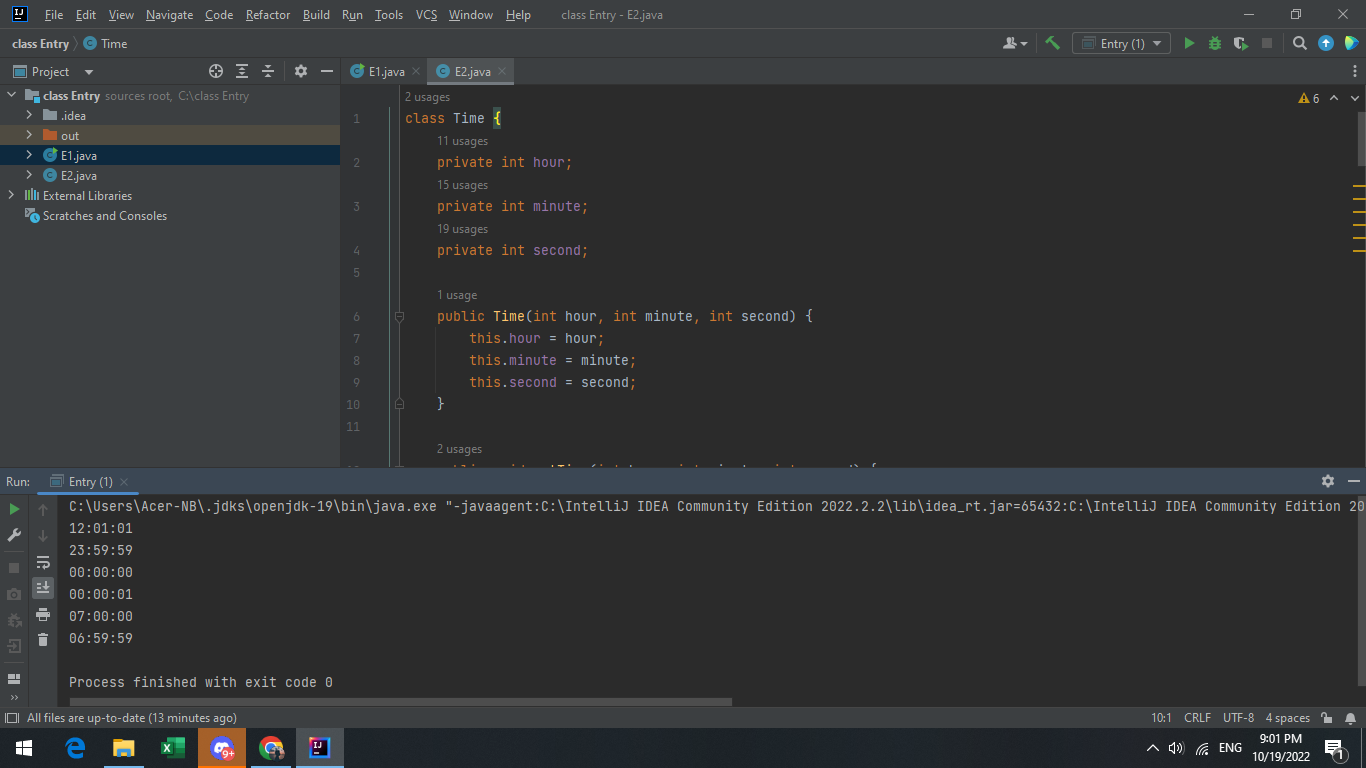 File Edit View Navigate Code Refactor Build Run Tools VCS Window Help class Entry - E2.java
class Entry Time
Entry (1)
Project
E1.java E2.java
class Entry sources root, C:\class Entry
.idea
out
E1.java
E2.java
External Libraries
Scratches and Consoles
6
2 usages
1 class Time {
11 usages
2 private int hour;
15 usages
3 private int minute;
19 usages
4 private int second;
5
1 usage
6 public Time(int hour, int minute, int second) {
7 this.hour = hour;
8 this.minute = minute;
9 this.second = second;
10 }
11
2 usages
Run: Entry (1)
C:\Users\Acer-NB\.jdks\openjdk-19\bin\java.exe "-javaagent:C:\IntelliJ IDEA Community Edition 2022.2.2\lib\idea_rt.jar=65432:C:\IntelliJ IDEA Community Edition 20
12:01:01
23:59:59
00:00:00
00:00:01
07:00:00
06:59:59
Process finished with exit code 0
All files are up-to-date (13 minutes ago)
10:1 CRLF UTF-8 4 spaces
9+
IJ
ENG
9:01 PM
10/19/2022
1